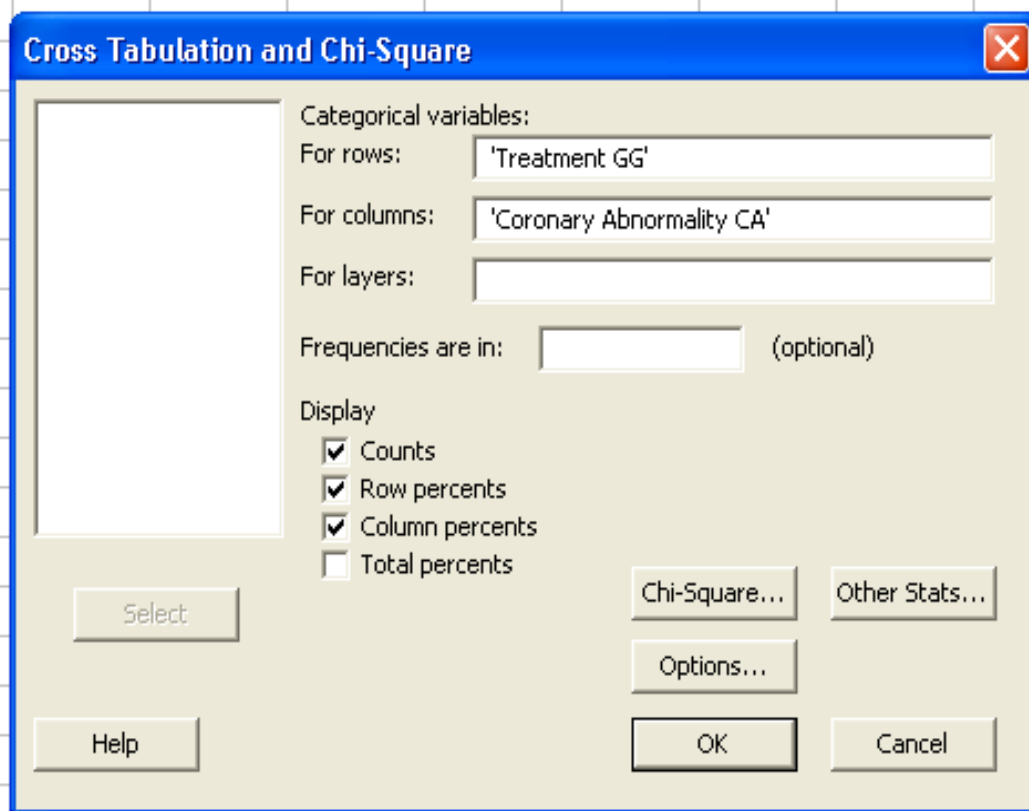 Cross Tabulation and Chi-Square
Categorical variables:
For rows: 'Treatment GG'
For columns: 'Coronary Abnormality CA'
For layers:
Frequencies are in: (optional)
Display
Counts
Row percents
Column percents
Total percents
Select
Chi-Square... Other Stats...
Options...
Help OK Cancel